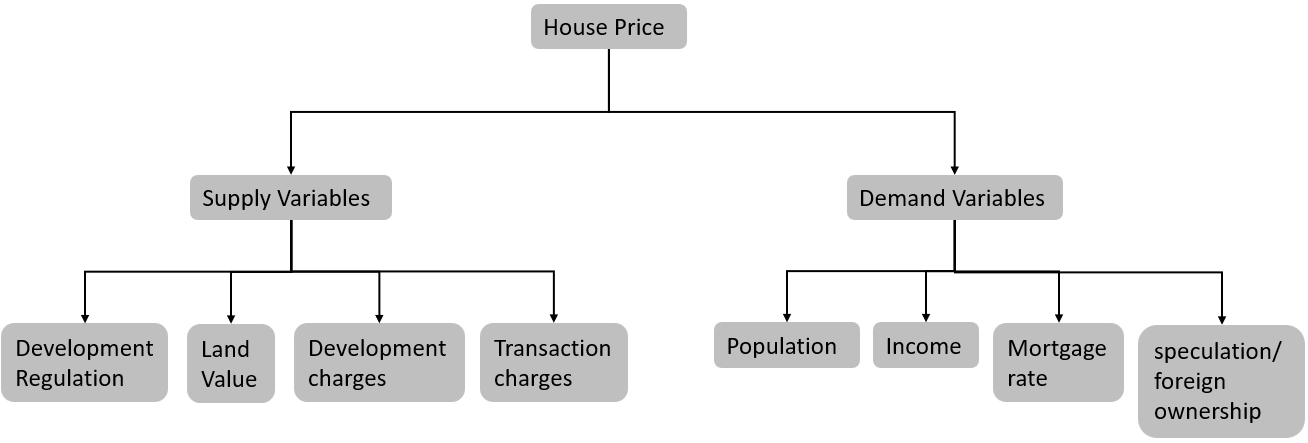 House Price
Supply Variables
Demand Variables
Development
Regulation
Land
Value
Development
charges
Transaction
charges
Population
Income
Mortgage
rate
speculation/
foreign
ownership